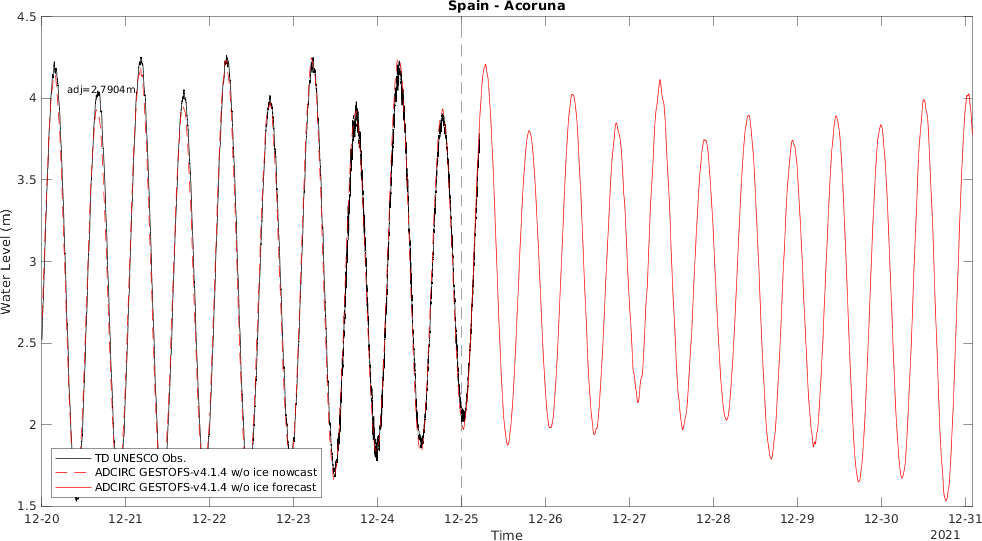 Spain - Acoruna
4.5
4
3.5
3
2.5
2
1.5
Water Level (m)
adj=2.7904m
TD UNESCO Obs.
ADCIRC GESTOFS-v4.1.4 w/o ice nowcast
ADCIRC GESTOFS-v4.1.4 w/o ice forecast
12-20 12-21 12-22 12-23 12-24 12-25 12-26 12-27 12-28 12-29 12-30 12-31
Time
2021